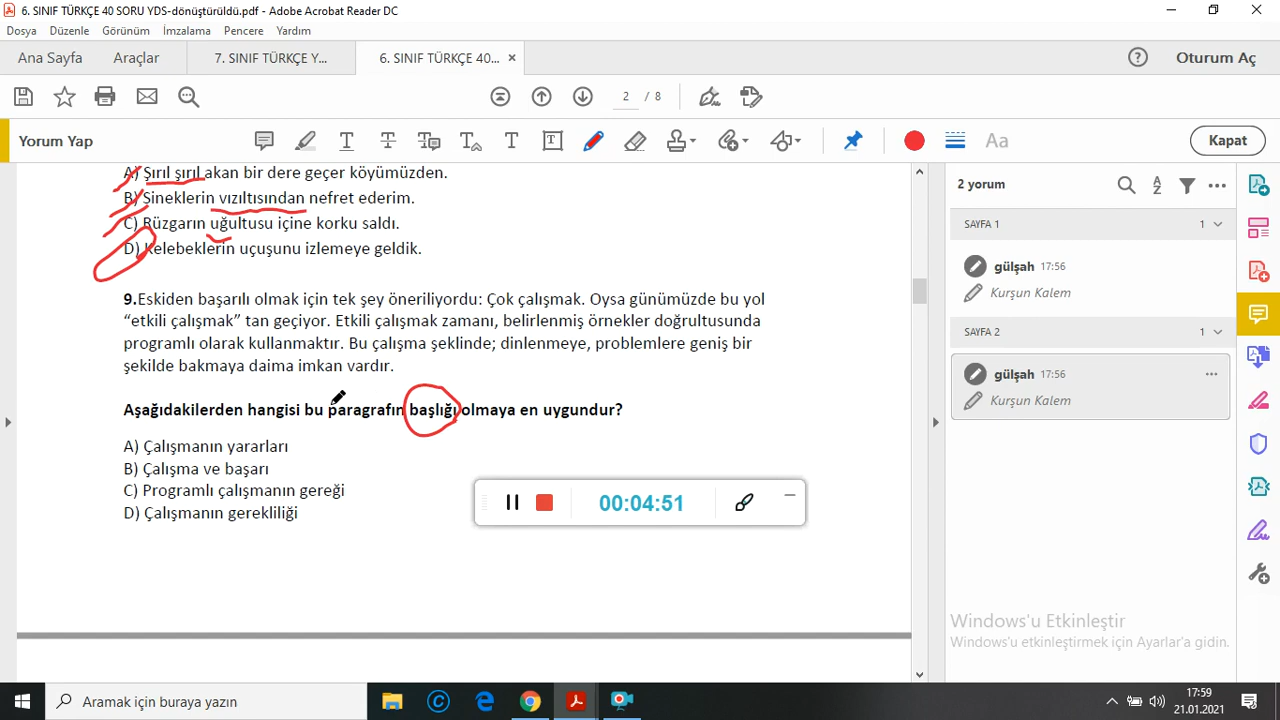 6. SINIF TÜRKÇE 40 SORU YDS-dönüştürüldü.pdf - Adobe Acrobat Reader DC
Dosya Düzenle Görünüm İmzalama Pencere Yardım
Ana Sayfa Araçlar 7. SINIF TÜRKÇE Y... 6. SINIF TÜRKÇE 40... × Oturum Aç
2 / 8
Yorum Yap Aa Kapat
A) Şırıl şırıl akan bir dere geçer köyümüzden.
B) Sineklerin vızıltısından nefret ederim.
C) Rüzgarın uğultusu içine korku saldı.
D) Kelebeklerin uçuşunu izlemeye geldik.
9.Eskiden başarılı olmak için tek şey öneriliyordu: Çok çalışmak. Oysa günümüzde bu yol
“etkili çalışmak” tan geçiyor. Etkili çalışmak zamanı, belirlenmiş örnekler doğrultusunda
programlı olarak kullanmaktır. Bu çalışma şeklinde; dinlenmeye, problemlere geniş bir
şekilde bakmaya daima imkan vardır.
Aşağıdakilerden hangisi bu paragrafın başlığı olmaya en uygundur?
A) Çalışmanın yararları
B) Çalışma ve başarı
C) Programlı çalışmanın gereği
D) Çalışmanın gerekliliği
00:04:51
2 yorum
SAYFA 1 1
gülşah 17:56
Kurşun Kalem
SAYFA 2 1
gülşah 17:56
Kurşun Kalem
Windows'u Etkinleştir
Windows'u etkinleştirmek için Ayarlar'a gidin.
Aramak için buraya yazın
17:59
21.01.2021